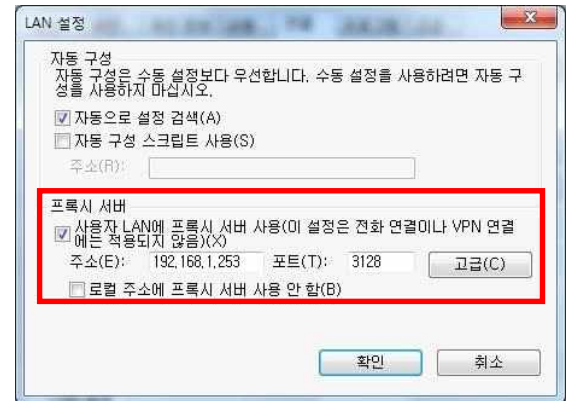 LAN 설정
자동 구성
자동 구성은 수동 설정보다 우선합니다. 수동 설정을 사용하려면 자동 구
성을 사용하지 마십시오.
자동으로 설정 검색(A)
자동 구성 스크립트 사용(S)
주소(R):
프록시 서버
사용자 LAN에 프록시 서버 사용(이 설정은 전화 연결이나 VPN 연결
에는 적용되지 않음)(X)
주소(E): 192.168.1.253 포트(T): 3128 고급(C)
로컬 주소에 프록시 서버 사용 안 함(B)
확인 취소